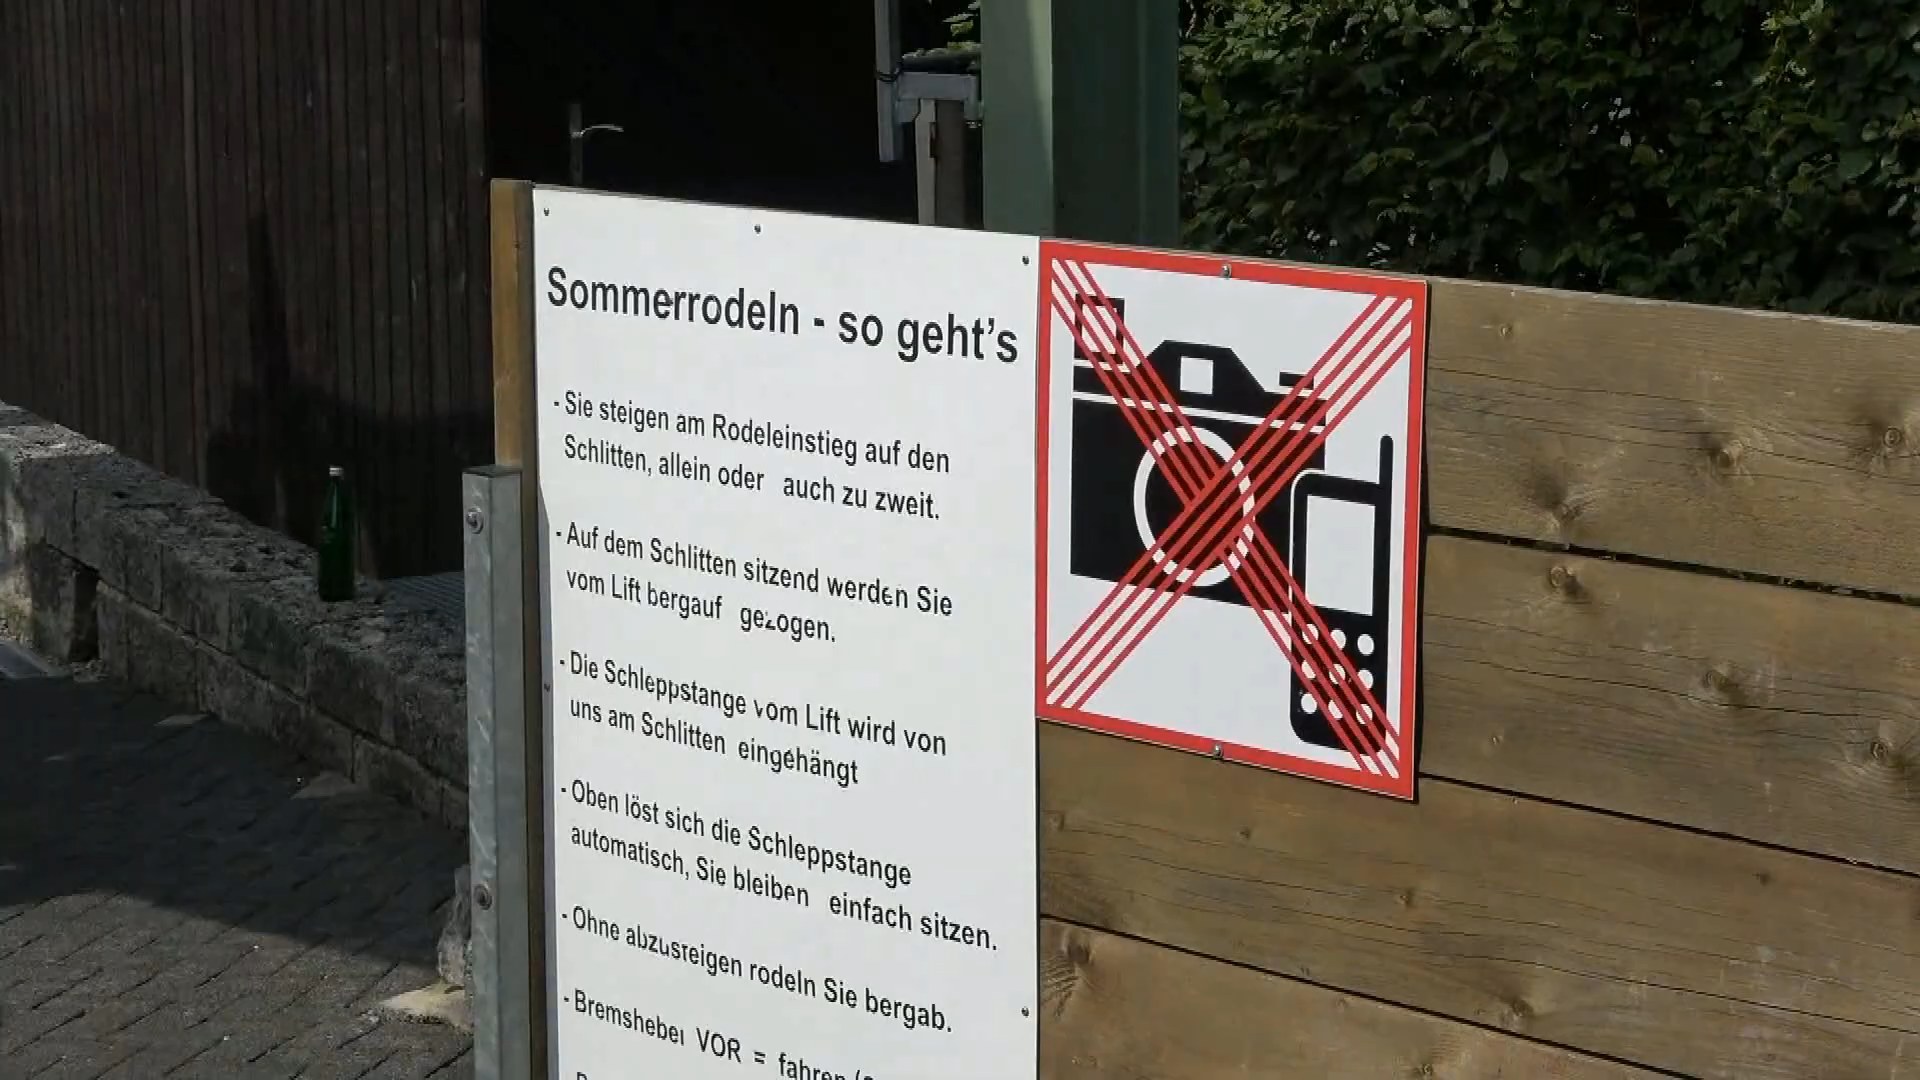 Sommerrodeln - so geht's
- Sie steigen am Rodeleinstieg auf den
Schlitten, allein oder auch zu zweit.
- Auf dem Schlitten sitzend werden Sie
vom Lift bergauf gezogen.
- Die Schleppstange vom Lift wird von
uns am Schlitten eingehängt
- Oben löst sich die Schleppstange
automatisch, Sie bleiben einfach sitzen.
- Ohne abzusteigen rodeln Sie bergab.
- Bremshebel VOR = fahren